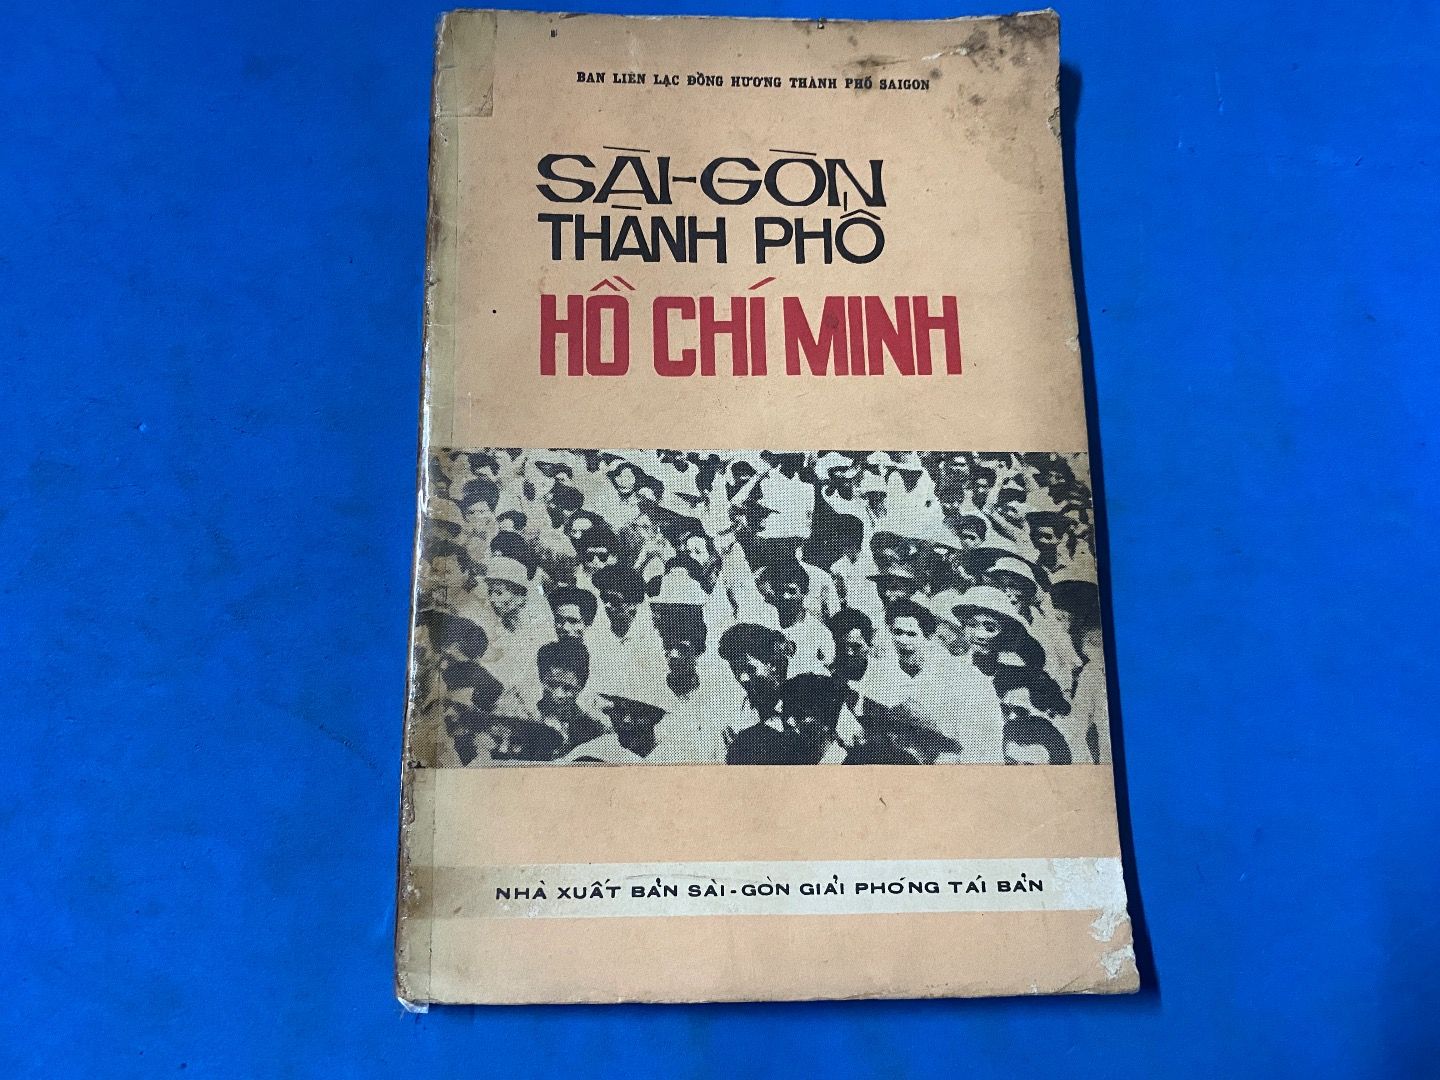 BAN LIÊN LẠC ĐỒNG HƯƠNG THÀNH PHỐ SAIGON
SÀI-GÒN
THÀNH PHỐ
HỒ CHÍ MINH
NHÀ XUẤT BẢN SÀI-GÒN GIẢI PHÓNG TÁI BẢN